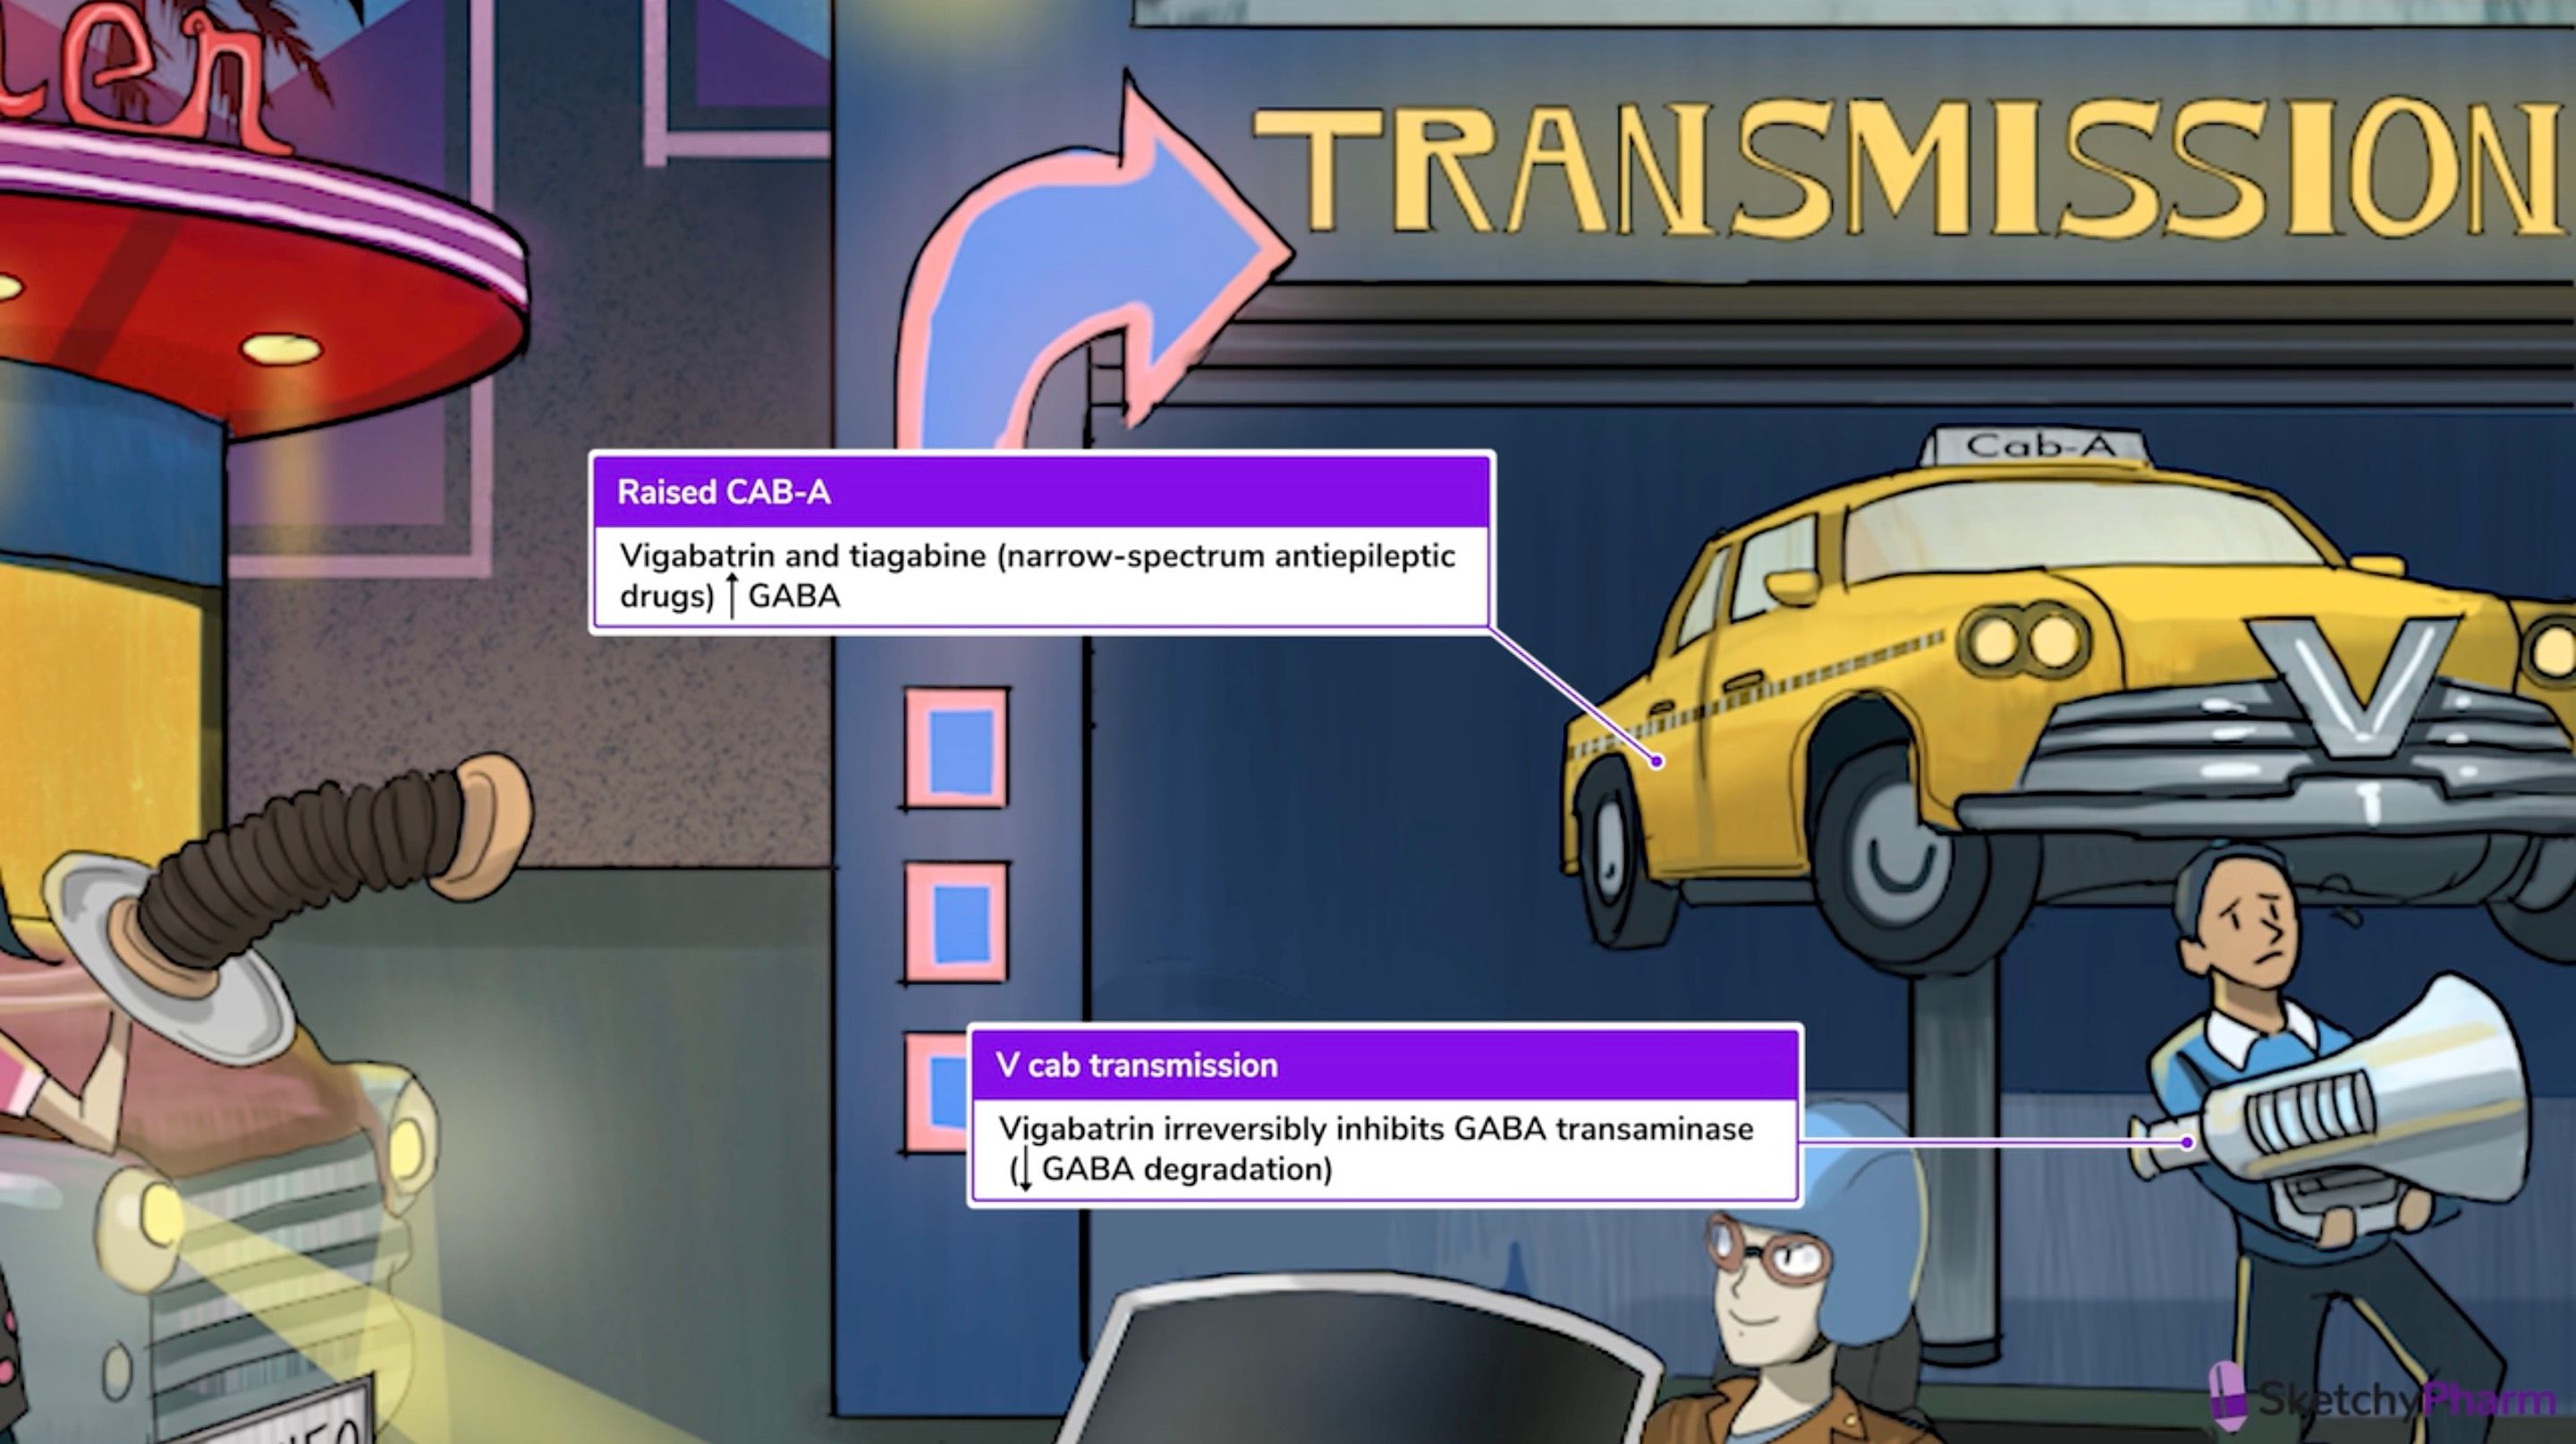 TRANSMISSION
Cab-A
Raised CAB-A
Vigabatrin and tiagabine (narrow-spectrum antiepileptic
drugs) ↑ GABA
V
T
V cab transmission
Vigabatrin irreversibly inhibits GABA transaminase
(↓ GABA degradation)
SketchyPharm